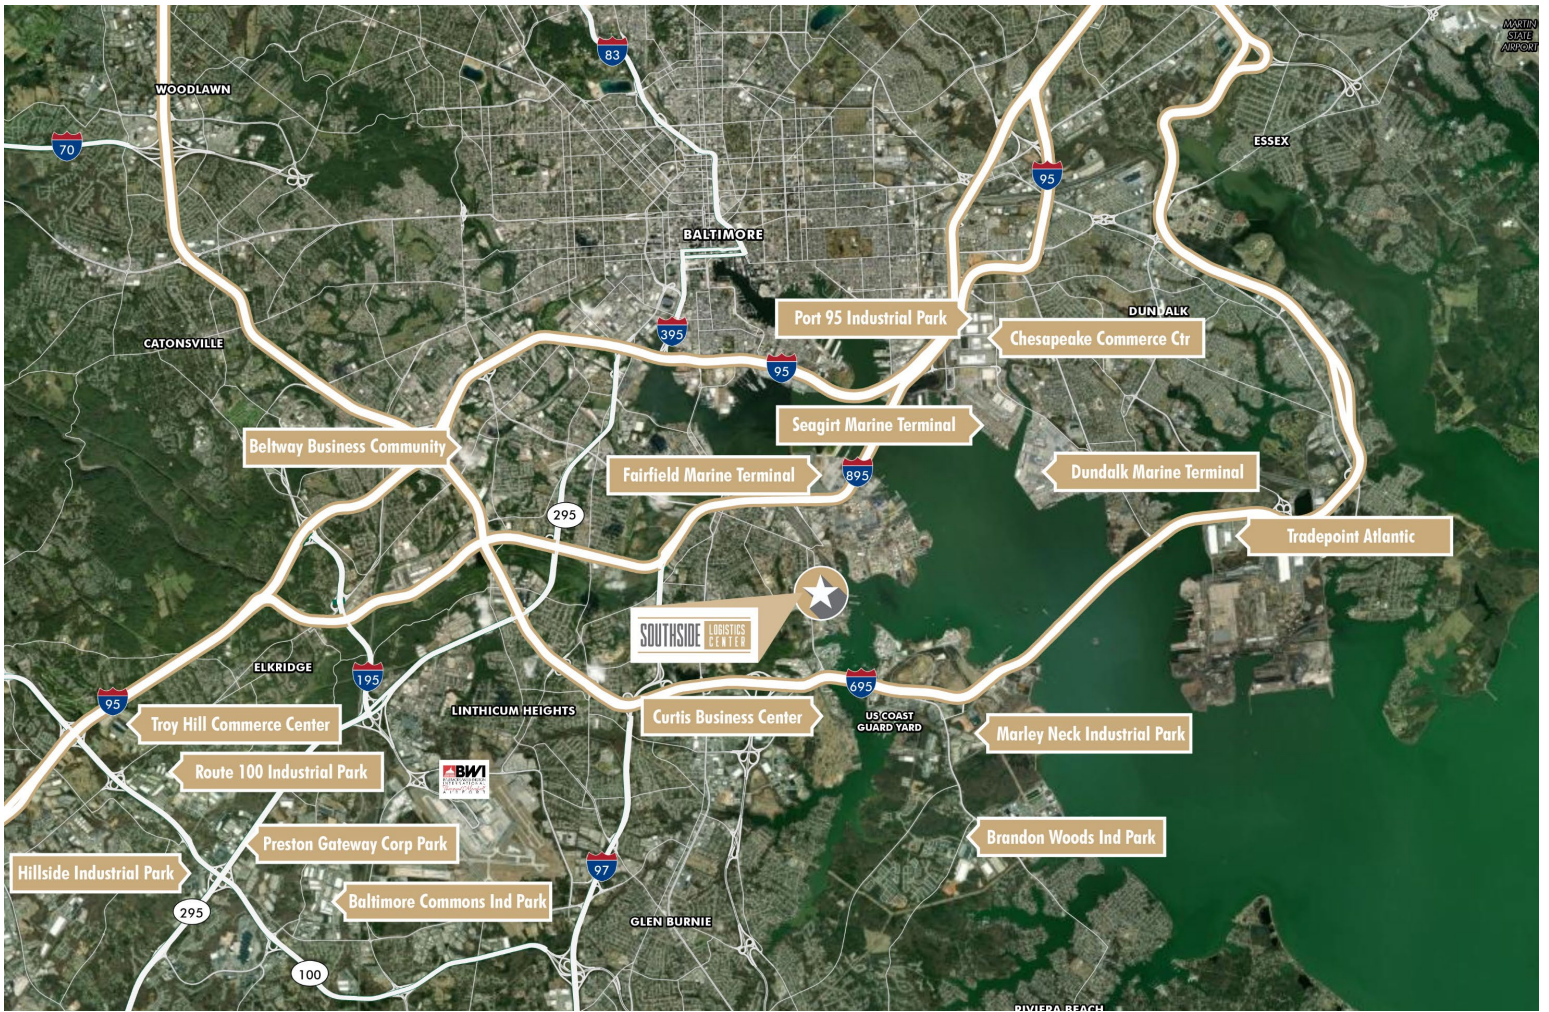 MARTIN
STATE
AIRPORT
83
WOODLAWN
70
ESSEX
95
BALTIMORE
Port 95 Industrial Park
DUNDALK
395
Chesapeake Commerce Ctr
CATONSVILLE
95
Seagirt Marine Terminal
Beltway Business Community
Fairfield Marine Terminal
895
Dundalk Marine Terminal
295
Tradepoint Atlantic
SOUTHSIDE LOGISTICS
CENTER
ELKRIDGE
195
695
95
LINTHICUM HEIGHTS
Curtis Business Center
US COAST
GUARD YARD
Troy Hill Commerce Center
Marley Neck Industrial Park
Route 100 Industrial Park
BWI
INTERNATIONAL
AIRPORT
Preston Gateway Corp Park
Brandon Woods Ind Park
Hillside Industrial Park
97
Baltimore Commons Ind Park
295
GLEN BURNIE
100
RIVIERA BEACH